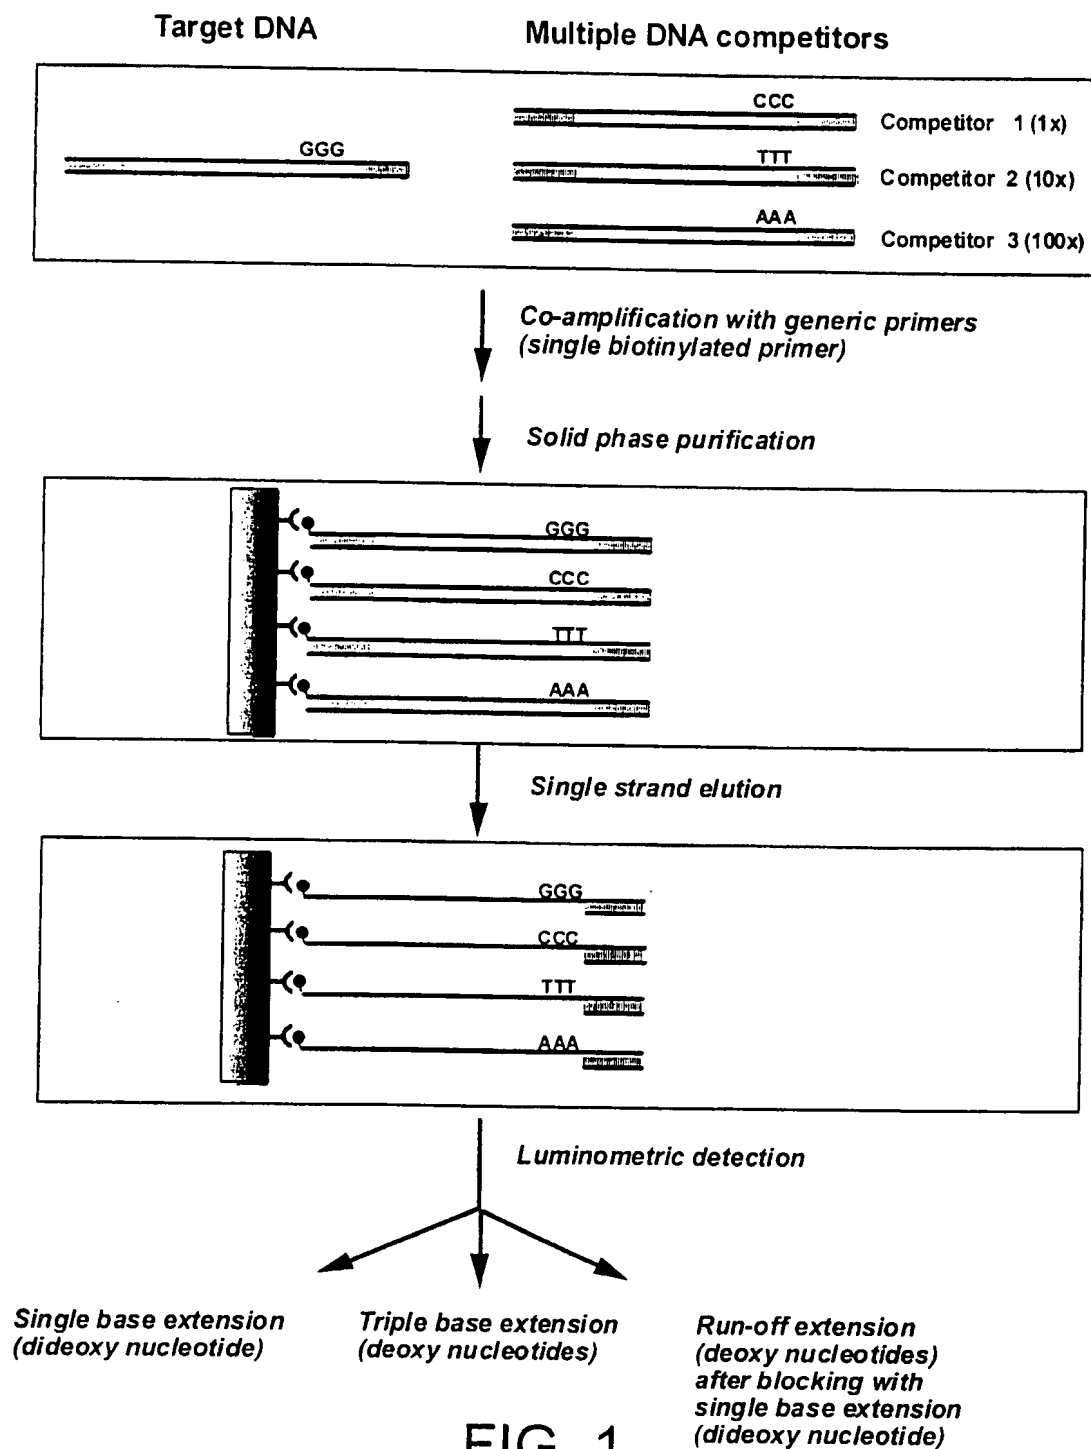 Target DNA
Multiple DNA competitors
GGG
CCC
Competitor 1 (1x)
TTT
Competitor 2 (10x)
AAA
Competitor 3 (100x)
Co-amplification with generic primers
(single biotinylated primer)
Solid phase purification
GGG
CCC
TTT
AAA
Single strand elution
GGG
CCC
TTT
AAA
Luminometric detection
Single base extension
(dideoxy nucleotide)
Triple base extension
(deoxy nucleotides)
Run-off extension
(deoxy nucleotides)
after blocking with
single base extension
(dideoxy nucleotide)
FIG. 1